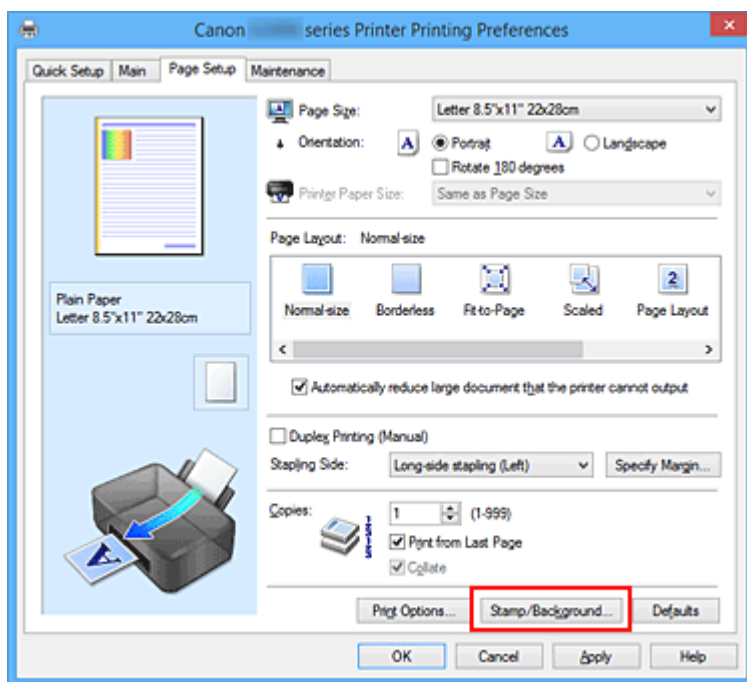 Canon series Printer Printing Preferences
Quick Setup Main Page Setup Maintenance
Page Size: Letter 8.5"x11" 22x28cm
Orientation: A Portrait A Landscape
Rotate 180 degrees
Printer Paper Size: Same as Page Size
Page Layout: Normal-size
2
Normal-size Borderless Fit-to-Page Scaled Page Layout
Plain Paper
Letter 8.5"x11" 22x28cm
Automatically reduce large document that the printer cannot output
Duplex Printing (Manual)
Stapling Side: Long-side stapling (Left) Specify Margin...
Copies: 1 (1-999)
Print from Last Page
Collate
A
Print Options... Stamp/Background... Defaults
OK Cancel Apply Help